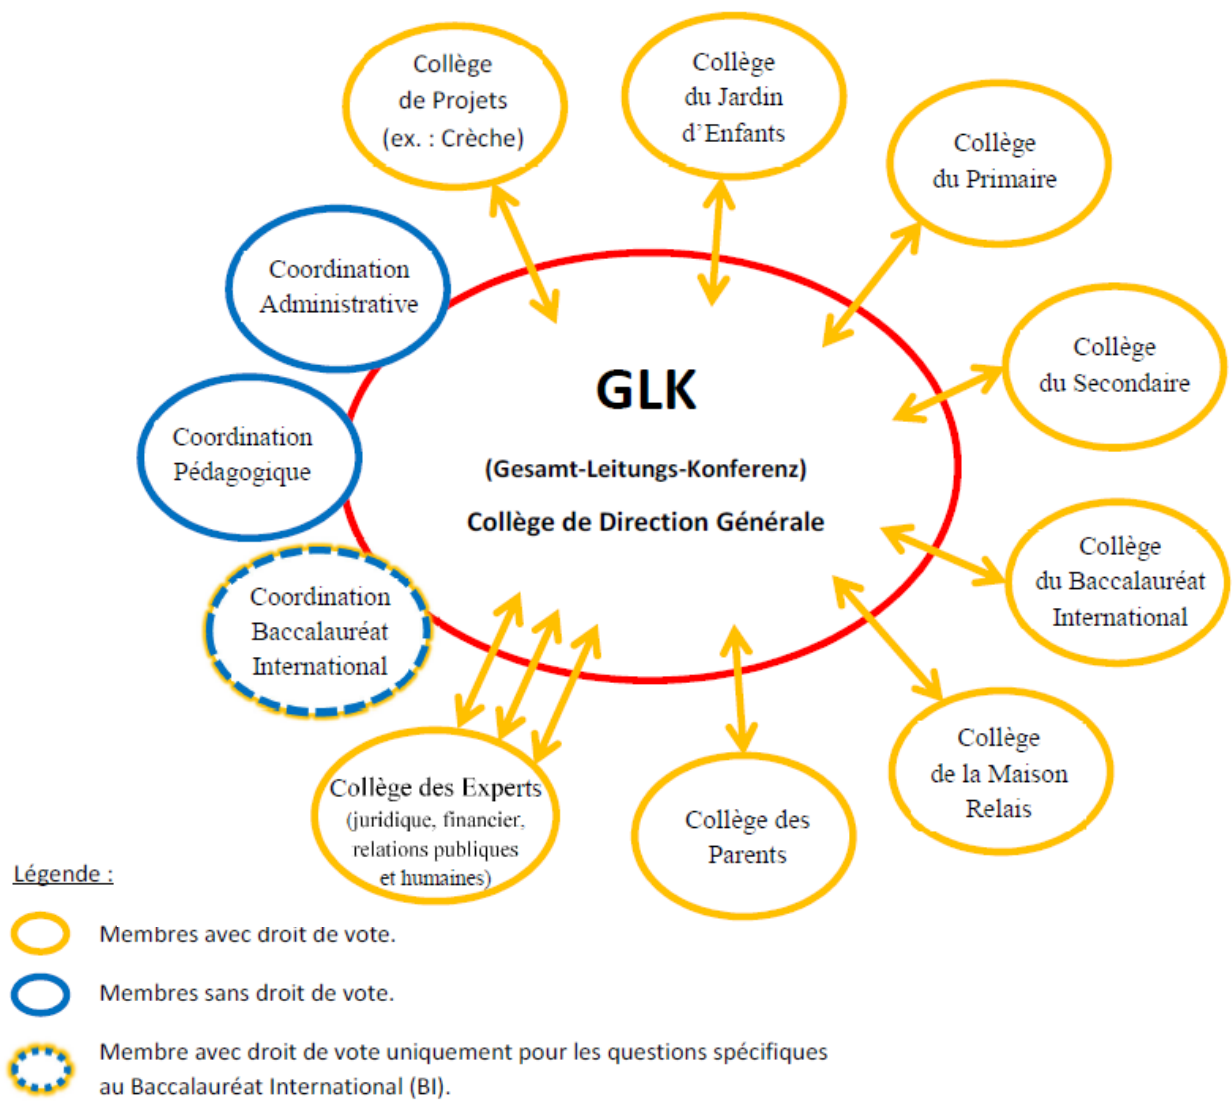 Collège
de Projets
(ex. : Crèche)
Collège
du Jardin
d'Enfants
Collège
du Primaire
Coordination
Administrative
Collège
du Secondaire
GLK
(Gesamt-Leitungs-Konferenz)
Collège de Direction Générale
Coordination
Pédagogique
Collège
du Baccalauréat
International
Coordination
Baccalauréat
International
Collège
de la Maison
Relais
Collège des Experts
(juridique, financier,
relations publiques
et humaines)
Collège des
Parents
Légende :
Membres avec droit de vote.
Membres sans droit de vote.
Membre avec droit de vote uniquement pour les questions spécifiques
au Baccalauréat International (BI).